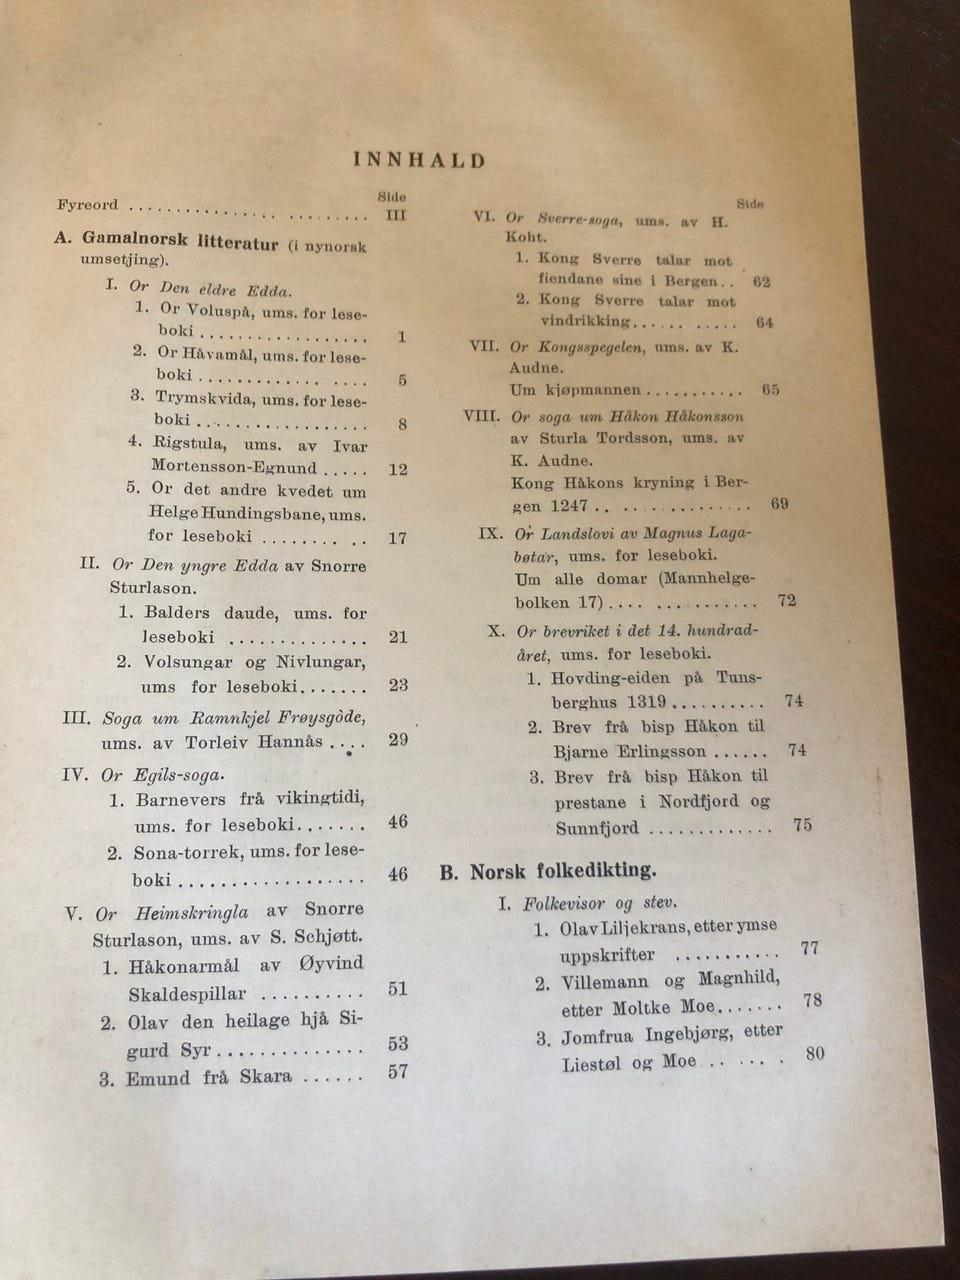 INNHALD
Side
Fyreord ............... ......... III
A. Gamalnorsk litteratur (i nynorsk
umsetjing).
I. Or Den eldre Edda.
1. Or Voluspå, ums. for lese-
boki .................. 1
2. Or Håvamål, ums. for lese-
boki ............. .... 5
3. Trymskvida, ums. for lese-
boki .................. 8
4. Rigstula, ums. av Ivar
Mortensson-Egnund ..... 12
5. Or det andre kvedet um
Helge Hundingsbane, ums.
for leseboki ......... .. 17
II. Or Den yngre Edda av Snorre
Sturlason.
1. Balders daude, ums. for
leseboki .............. 21
2. Volsungar og Nivlungar,
ums for leseboki....... 23
III. Soga um Ramnkjel Frøysgode,
ums. av Torleiv Hannås .... 29
IV. Or Egils-soga.
1. Barnevers frå vikingtidi,
ums. for leseboki....... 46
2. Sona-torrek, ums. for lese-
boki .................. 46
V. Or Heimskringla av Snorre
Sturlason, ums. av S. Schjøtt.
1. Håkonarmål av Øyvind
Skaldespillar .......... 51
2. Olav den heilage hjå Si-
gurd Syr .............. 53
3. Emund frå Skara ...... 57
Side
VI. Or Sverre-soga, ums. av H.
Koht.
1. Kong Sverre talar mot
fiendane sine i Bergen.. 62
2. Kong Sverre talar mot
vindrikking.... ...... 64
VII. Or Kongsspegelen, ums. av K.
Audne.
Um kjøpmannen ........... 65
VIII. Or soga um Håkon Håkonsson
av Sturla Tordsson, ums. av
K. Audne.
Kong Håkons kryning i Ber-
gen 1247 .. .............. 69
IX. Or Landslovi av Magnus Laga-
bøtar, ums. for leseboki.
Um alle domar (Mannhelge-
bolken 17) .... ........... 72
X. Or brevriket i det 14. hundrad-
året, ums. for leseboki.
1. Hovding-eiden på Tuns-
berghus 1319 .......... 74
2. Brev frå bisp Håkon til
Bjarne Erlingsson ...... 74
3. Brev frå bisp Håkon til
prestane i Nordfjord og
Sunnfjord ............. 75
B. Norsk folkedikting.
I. Folkevisor og stev.
1. Olav Liljekrans, etter ymse
uppskrifter ........... 77
2. Villemann og Magnhild,
etter Moltke Moe....... 78
3. Jomfrua Ingebjørg, etter
Liestøl og Moe .. .. ... 80